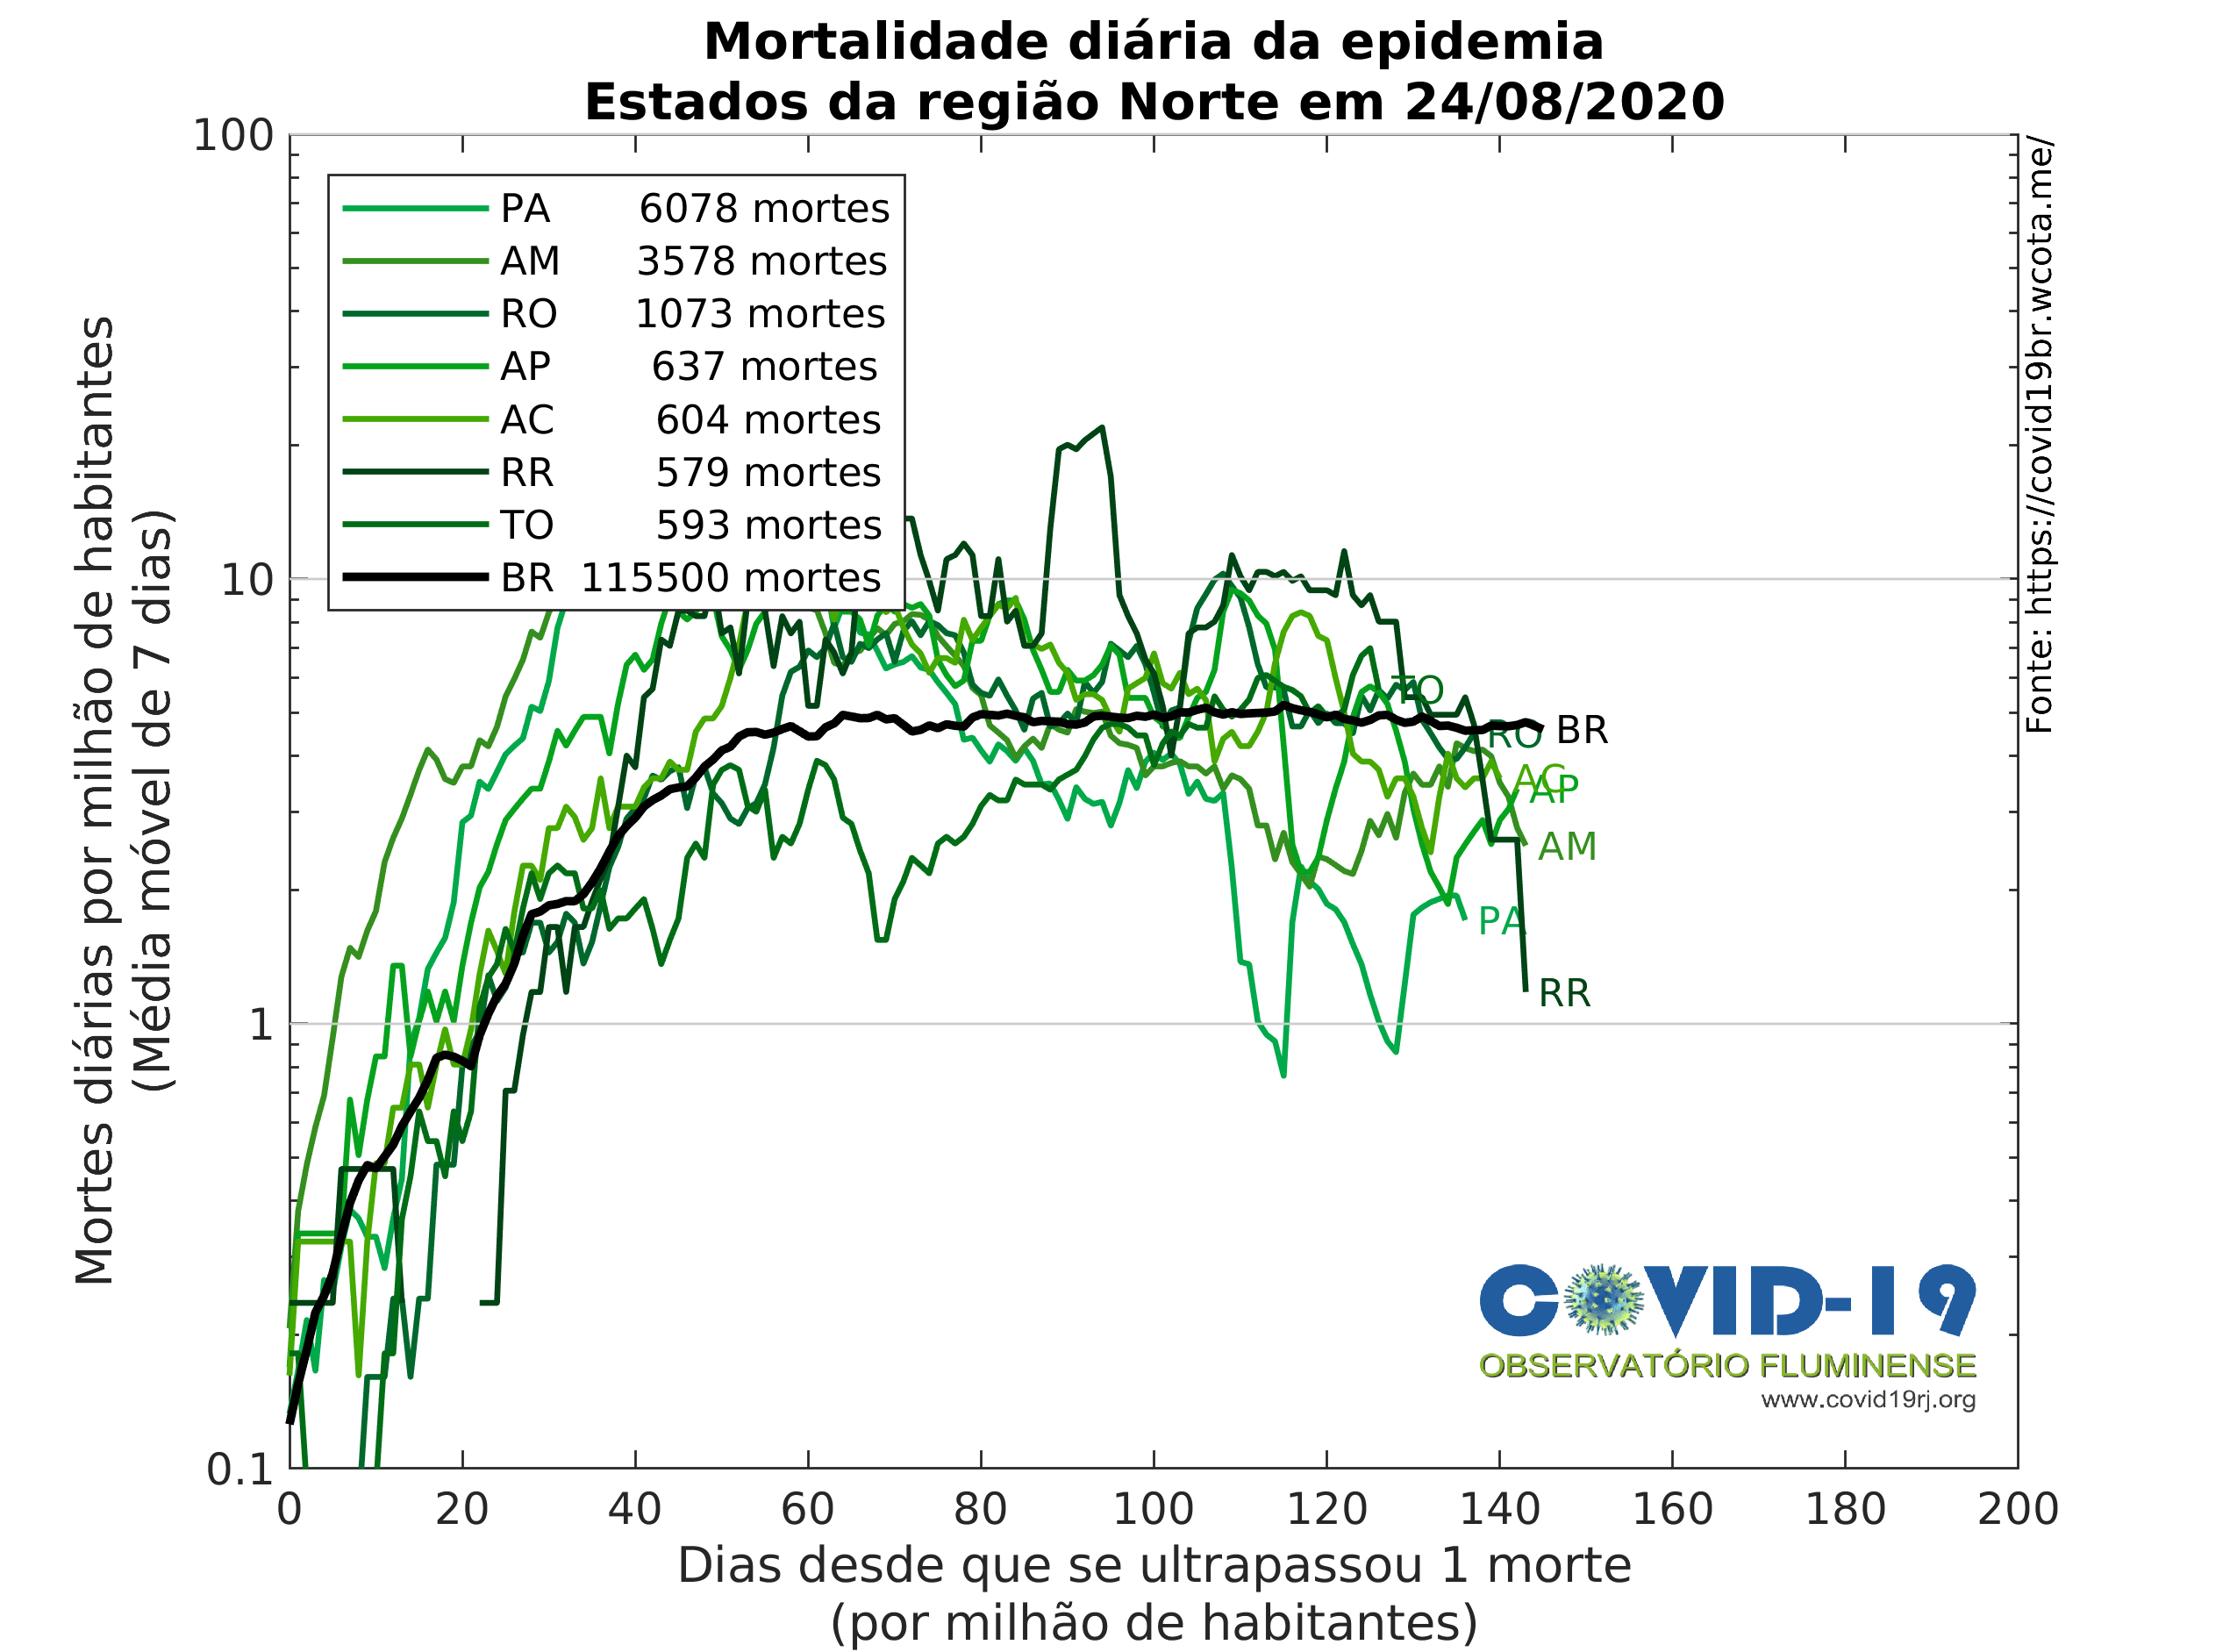 Mortalidade diária da epidemia
Estados da região Norte em 24/08/2020
Mortes diárias por milhão de habitantes
(Média móvel de 7 dias)
100
10
1
0.1
PA 6078 mortes
AM 3578 mortes
RO 1073 mortes
AP 637 mortes
AC 604 mortes
RR 579 mortes
TO 593 mortes
BR 115500 mortes
TO
RO
BR
AC
AP
AM
PA
RR
Fonte: https://covid19br.wcota.me/
COVID-19
OBSERVATÓRIO FLUMINENSE
www.covid19rj.org
0 20 40 60 80 100 120 140 160 180 200
Dias desde que se ultrapassou 1 morte
(por milhão de habitantes)